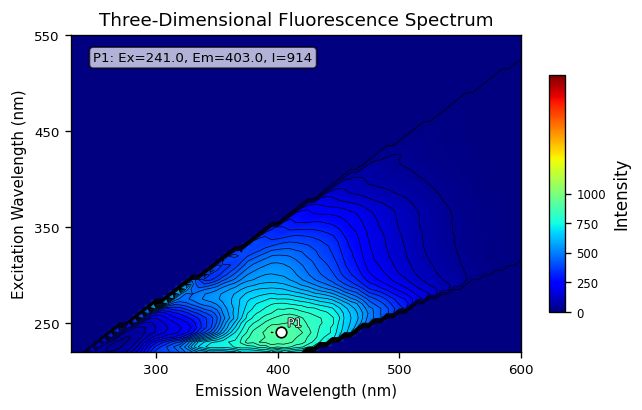 Three-Dimensional Fluorescence Spectrum
550
450
350
250
P1: Ex=241.0, Em=403.0, I=914
P1
300
400
500
600
Emission Wavelength (nm)
Excitation Wavelength (nm)
1000
750
500
250
0
Intensity